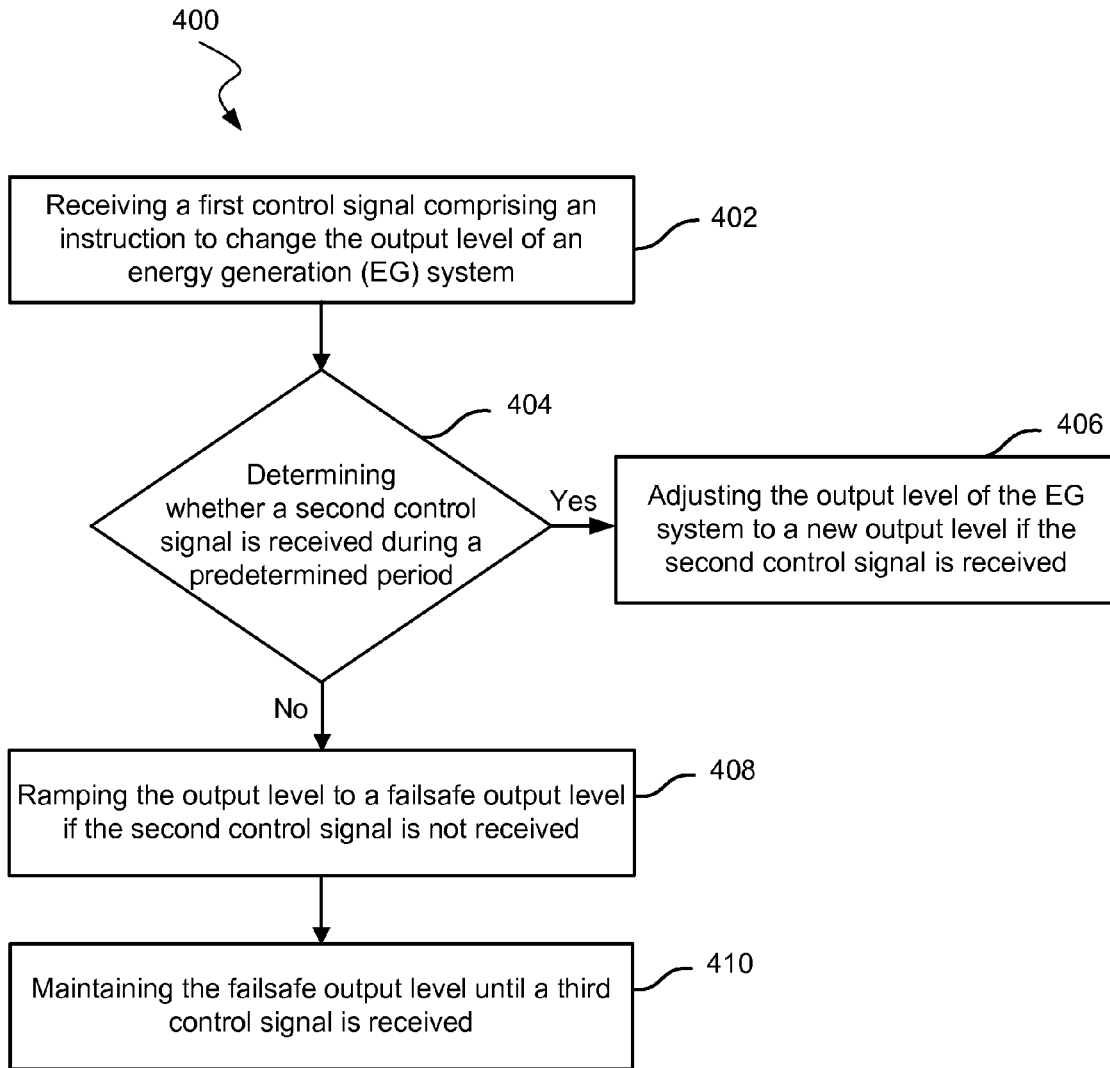 400
Receiving a first control signal comprising an
instruction to change the output level of an
energy generation (EG) system
402
404
Determining
whether a second control
signal is received during a
predetermined period
Yes
406
Adjusting the output level of the EG
system to a new output level if the
second control signal is received
No
408
Ramping the output level to a failsafe output level
if the second control signal is not received
410
Maintaining the failsafe output level until a third
control signal is received